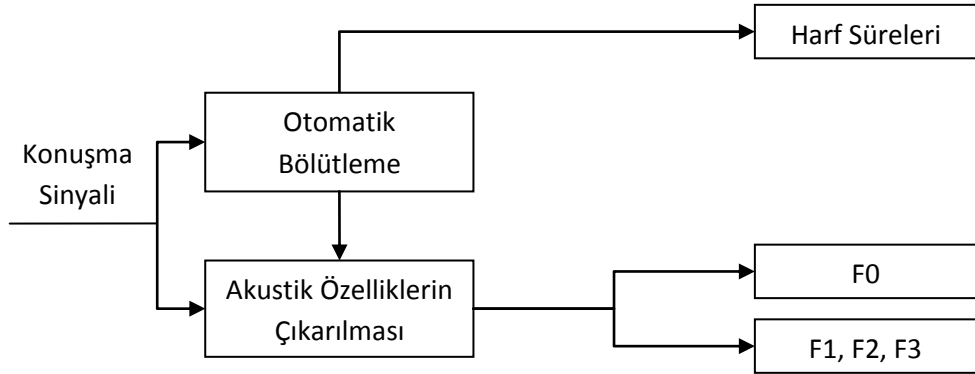 Harf Süreleri
Otomatik
Bölütleme
Konuşma
Sinyali
Akustik Özelliklerin
Çıkarılması
F0
F1, F2, F3